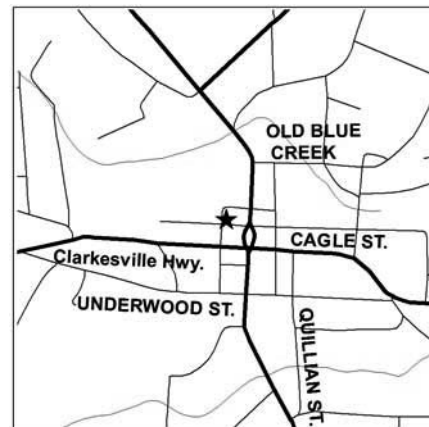 OLD BLUE
CREEK
CAGLE ST.
Clarkesville Hwy.
UNDERWOOD ST.
QUILLIAN ST.